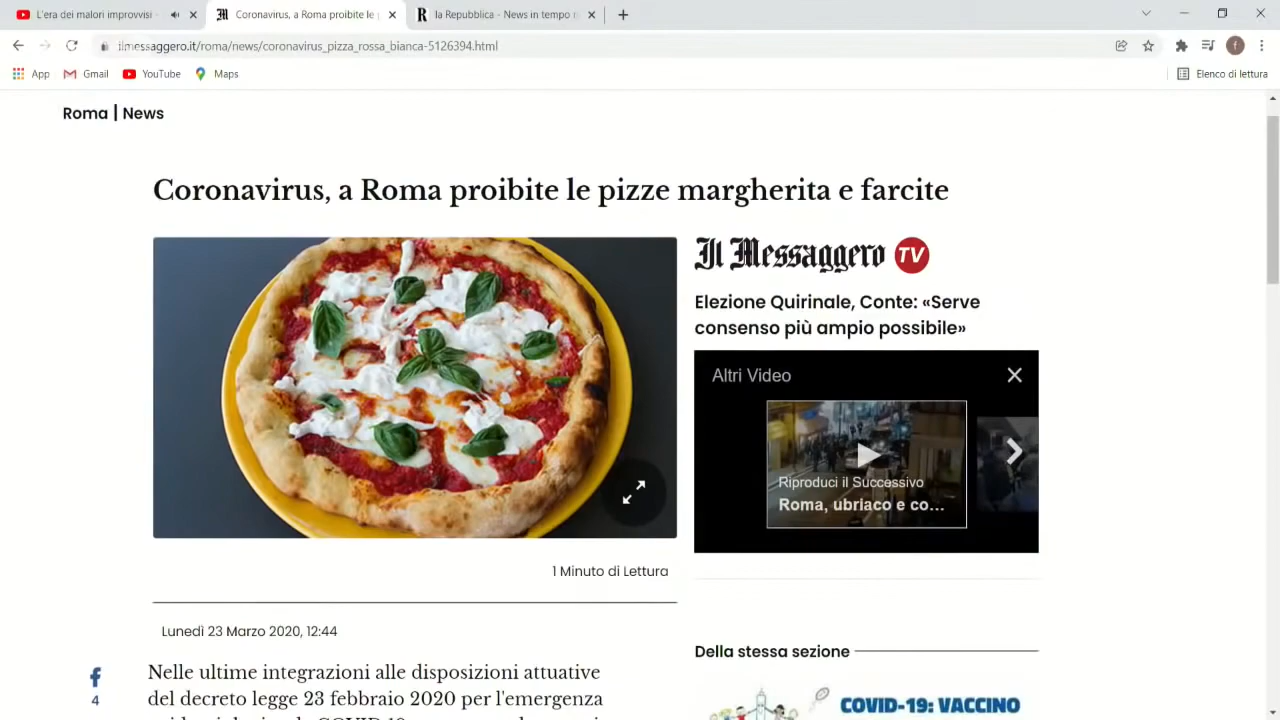 L'era dei malori improvvisi -
Coronavirus, a Roma proibite le
la Repubblica - News in tempo
ilmessaggero.it/roma/news/coronavirus_pizza_rossa_bianca-5126394.html
f
App
Gmail
YouTube
Maps
Elenco di lettura
Roma | News
Coronavirus, a Roma proibite le pizze margherita e farcite
Il Messaggero TV
Elezione Quirinale, Conte: «Serve
consenso più ampio possibile»
Altri Video
Riproduci il Successivo
Roma, ubriaco e co...
1 Minuto di Lettura
Lunedì 23 Marzo 2020, 12:44
Della stessa sezione
4
Nelle ultime integrazioni alle disposizioni attuative
del decreto legge 23 febbraio 2020 per l'emergenza
COVID-19: VACCINO